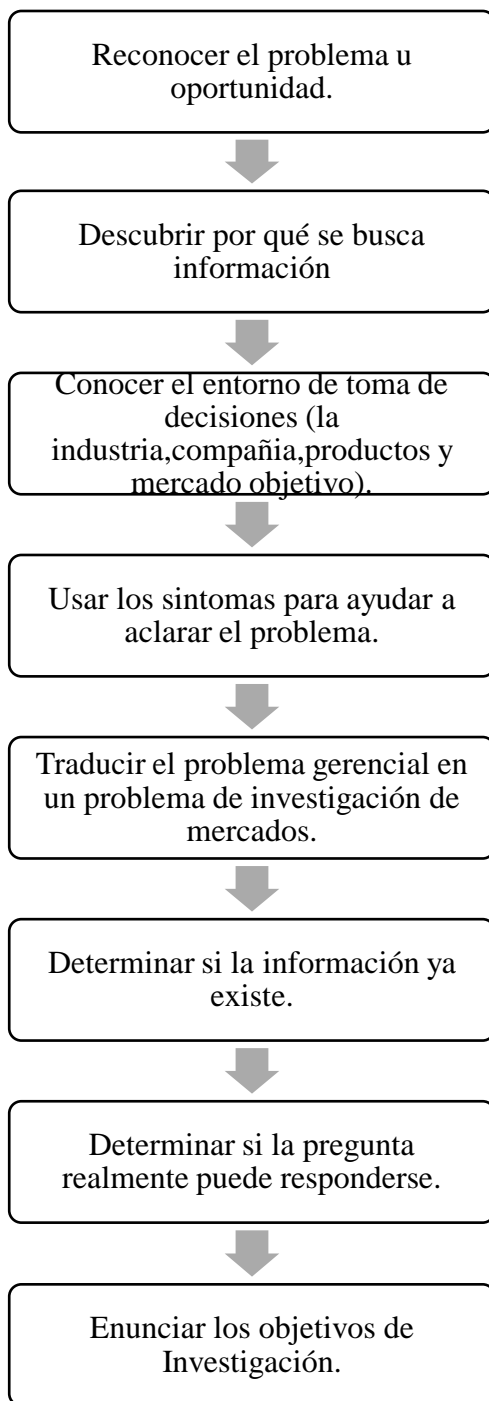 Reconocer el problema u
oportunidad.
Descubrir por qué se busca
información
Conocer el entorno de toma de
decisiones (la
industria,compañia,productos y
mercado objetivo).
Usar los sintomas para ayudar a
aclarar el problema.
Traducir el problema gerencial en
un problema de investigación de
mercados.
Determinar si la información ya
existe.
Determinar si la pregunta
realmente puede responderse.
Enunciar los objetivos de
Investigación.